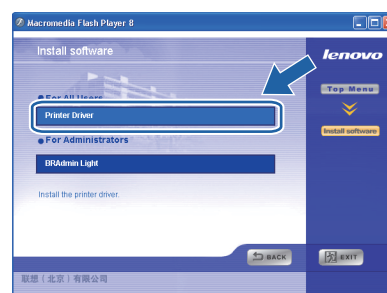 Macromedia Flash Player 8
Install software
lenovo
Top Menu
Install software
For All Users
Printer Driver
For Administrators
BRAdmin Light
Install the printer driver.
BACK
EXIT
联想（北京）有限公司